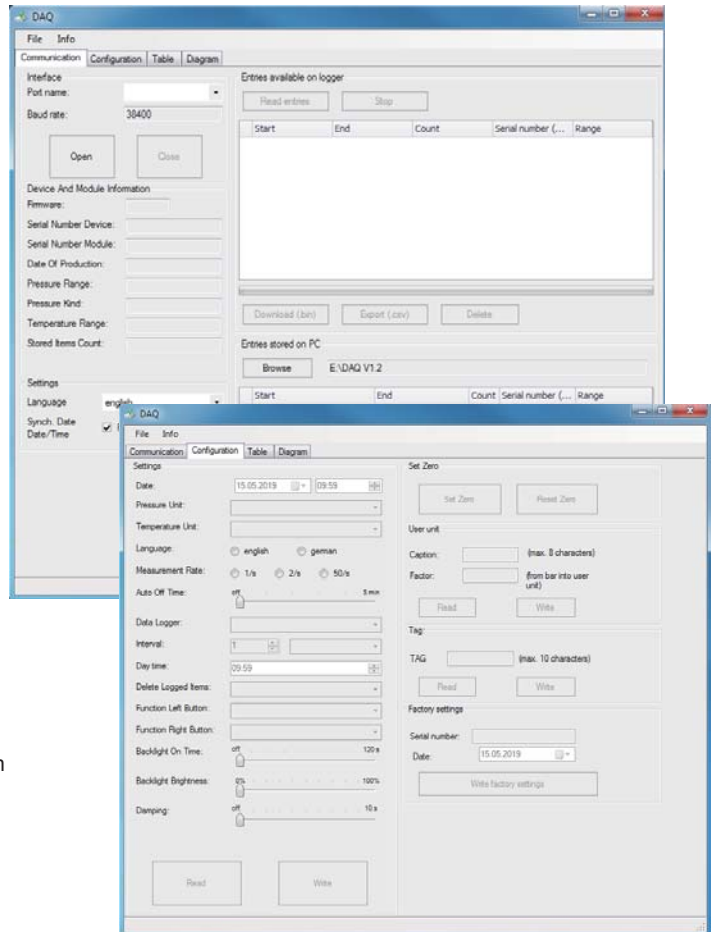 DAQ
File Info
Communication Configuration Table Diagram
Interface
Port name:
Baud rate: 38400
Open Close
Device And Module Information
Firmware:
Serial Number Device:
Serial Number Module:
Date Of Production:
Pressure Range:
Pressure Kind:
Temperature Range:
Stored Items Count:
Settings
Language english
Synch. Date
Date/Time
Entries available on logger
Read entries Stop
Start End Count Serial number (... Range
Download (.bin) Export (.csv) Delete
Entries stored on PC
Browse E:\DAQ V1.2
Start End Count Serial number (... Range
DAQ
File Info
Communication Configuration Table Diagram
Settings
Date: 15.05.2019 09:59
Pressure Unit:
Temperature Unit:
Language: english german
Measurement Rate: 1/s 2/s 50/s
Auto Off Time: off 5 min
Data Logger:
Interval: 1
Day time: 09:59
Delete Logged Items:
Function Left Button:
Function Right Button:
Backlight On Time: off 120 s
Backlight Brightness: 0% 100%
Damping: off 10 s
Read Write
Set Zero
Set Zero Reset Zero
User unit
Caption: (max. 8 characters)
Factor: (from bar into user
unit)
Read Write
Tag:
TAG (max. 10 characters)
Read Write
Factory settings
Serial number:
Date: 15.05.2019
Write factory settings